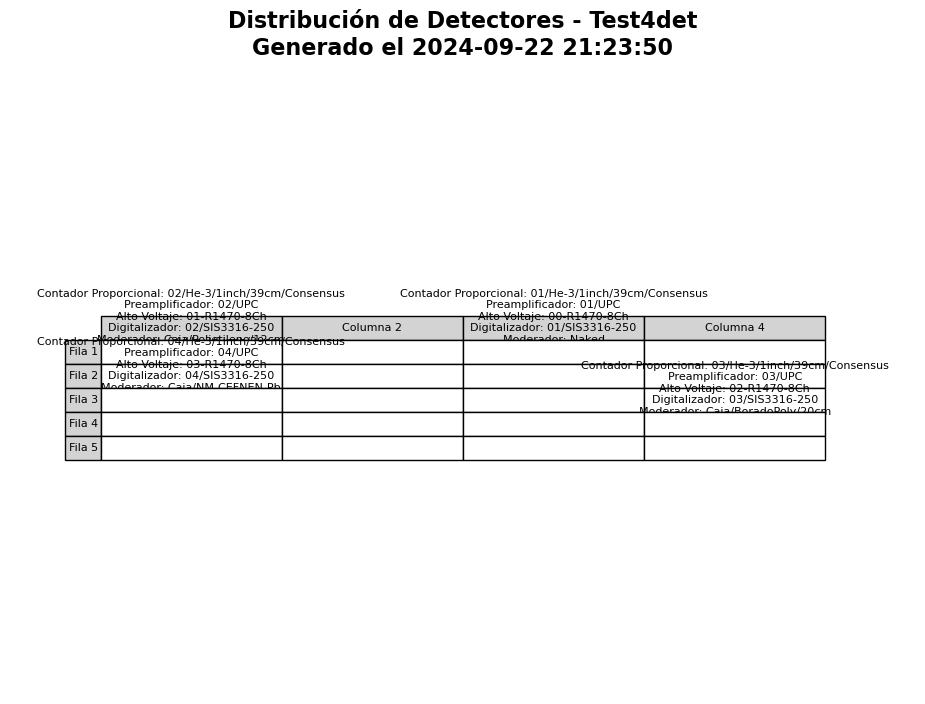 Distribución de Detectores - Test4det
Generado el 2024-09-22 21:23:50
Contador Proporcional: 02/He-3/1inch/39cm/Consensus
Preamplificador: 02/UPC
Alto Voltaje: 01-R1470-8Ch
Digitalizador: 02/SIS3316-250
Contador Proporcional: 01/He-3/1inch/39cm/Consensus
Preamplificador: 01/UPC
Alto Voltaje: 00-R1470-8Ch
Digitalizador: 01/SIS3316-250
Moderador: Naked
Columna 2
Columna 4
Fila 1
Contador Proporcional: 04/He-3/1inch/39cm/Consensus
Preamplificador: 04/UPC
Alto Voltaje: 03-R1470-8Ch
Digitalizador: 04/SIS3316-250
Moderador: Caja/NM-CEFNEN-Pb
Fila 2
Contador Proporcional: 03/He-3/1inch/39cm/Consensus
Preamplificador: 03/UPC
Alto Voltaje: 02-R1470-8Ch
Digitalizador: 03/SIS3316-250
Moderador: Caja/BoradoPoly/20cm
Fila 3
Fila 4
Fila 5